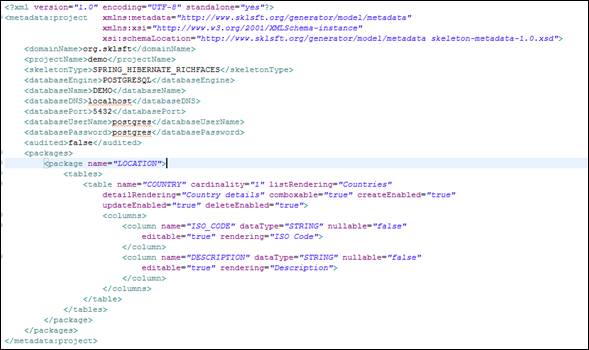 <?xml version="1.0" encoding="UTF-8" standalone="yes"?>
<metadata:project xmlns:metadata="http://www.sklsft.org/generator/model/metadata"
xmlns:xsi="http://www.w3.org/2001/XMLSchema-instance"
xsi:schemaLocation="http://www.sklsft.org/generator/model/metadata skeleton-metadata-1.0.xsd">
<domainName>org.sklsft</domainName>
<projectName>demo</projectName>
<skeletonType>SPRING_HIBERNATE_RICHFACES</skeletonType>
<databaseEngine>POSTGRESQL</databaseEngine>
<databaseName>DEMO</databaseName>
<databaseDNS>localhost</databaseDNS>
<databasePort>5432</databasePort>
<databaseUserName>postgres</databaseUserName>
<databasePassword>postgres</databasePassword>
<audited>false</audited>
<packages>
<package name="LOCATION">
<tables>
<table name="COUNTRY" cardinality="1" listRendering="Countries"
detailRendering="Country details" comboxable="true" createEnabled="true"
updateEnabled="true" deleteEnabled="true">
<columns>
<column name="ISO_CODE" dataType="STRING" nullable="false"
editable="true" rendering="ISO Code">
</column>
<column name="DESCRIPTION" dataType="STRING" nullable="false"
editable="true" rendering="Description">
</column>
</columns>
</table>
</tables>
</package>
</packages>
</metadata:project>